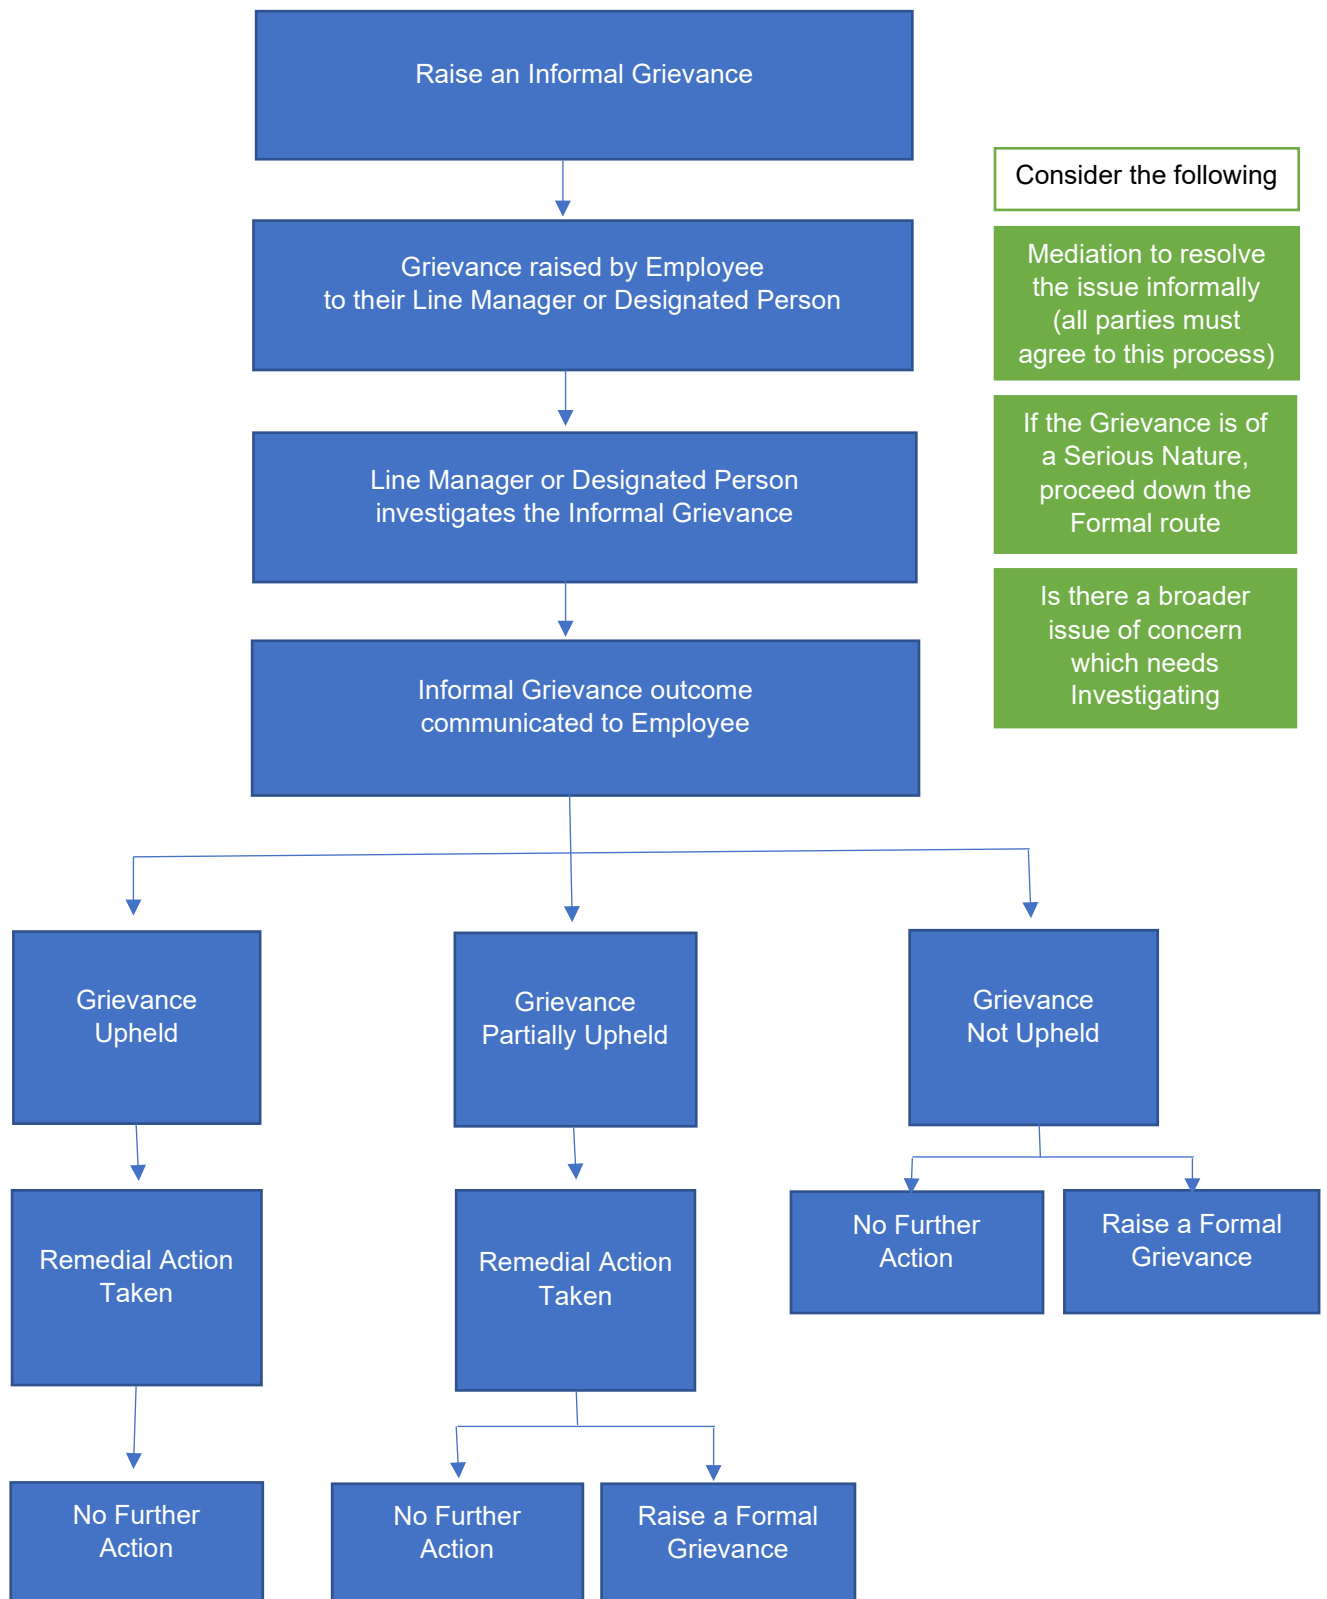 Raise an Informal Grievance
Consider the following
Grievance raised by Employee
to their Line Manager or Designated Person
Mediation to resolve
the issue informally
(all parties must
agree to this process)
Line Manager or Designated Person
investigates the Informal Grievance
If the Grievance is of
a Serious Nature,
proceed down the
Formal route
Informal Grievance outcome
communicated to Employee
Is there a broader
issue of concern
which needs
Investigating
Grievance
Upheld
Grievance
Partially Upheld
Grievance
Not Upheld
Remedial Action
Taken
Remedial Action
Taken
No Further
Action
Raise a Formal
Grievance
No Further
Action
No Further
Action
Raise a Formal
Grievance